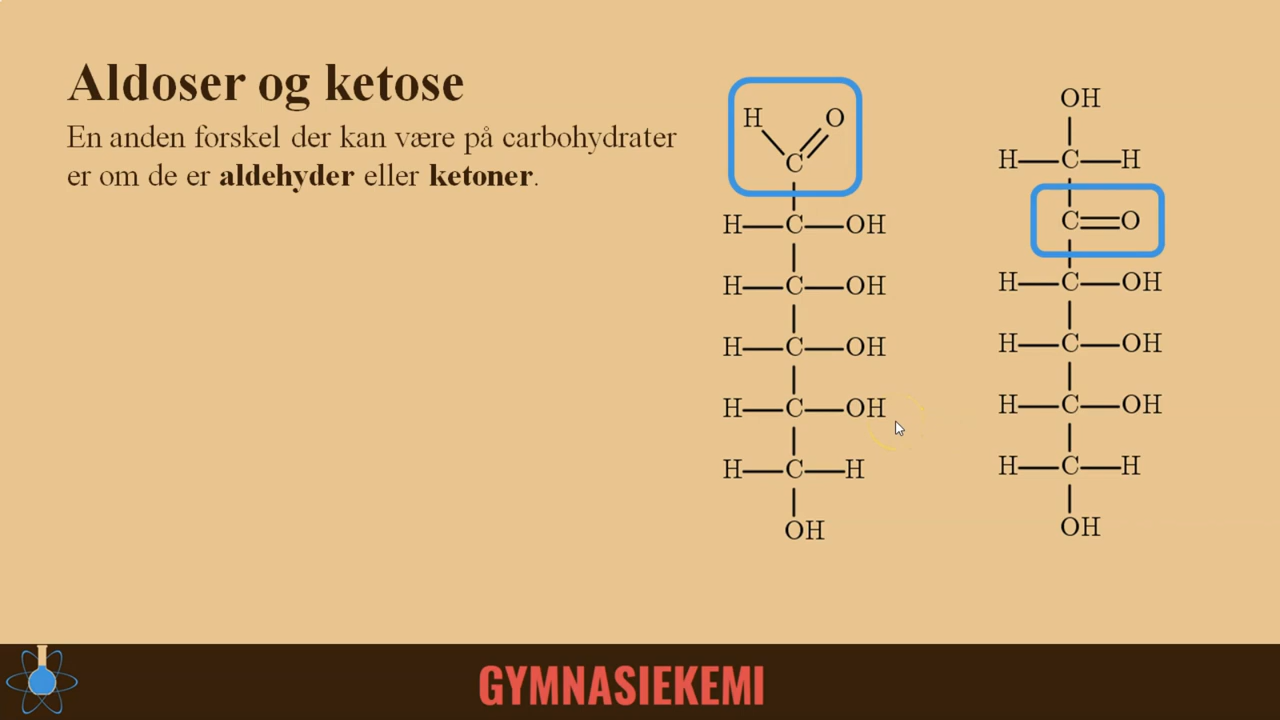 Aldoser og ketose
En anden forskel der kan være på carbohydrater
er om de er aldehyder eller ketoner.
H O
C
H C OH
H C OH
H C OH
H C OH
H C H
OH
OH
H C H
C O
H C OH
H C OH
H C OH
H C H
OH
GYMNASIEKEMI